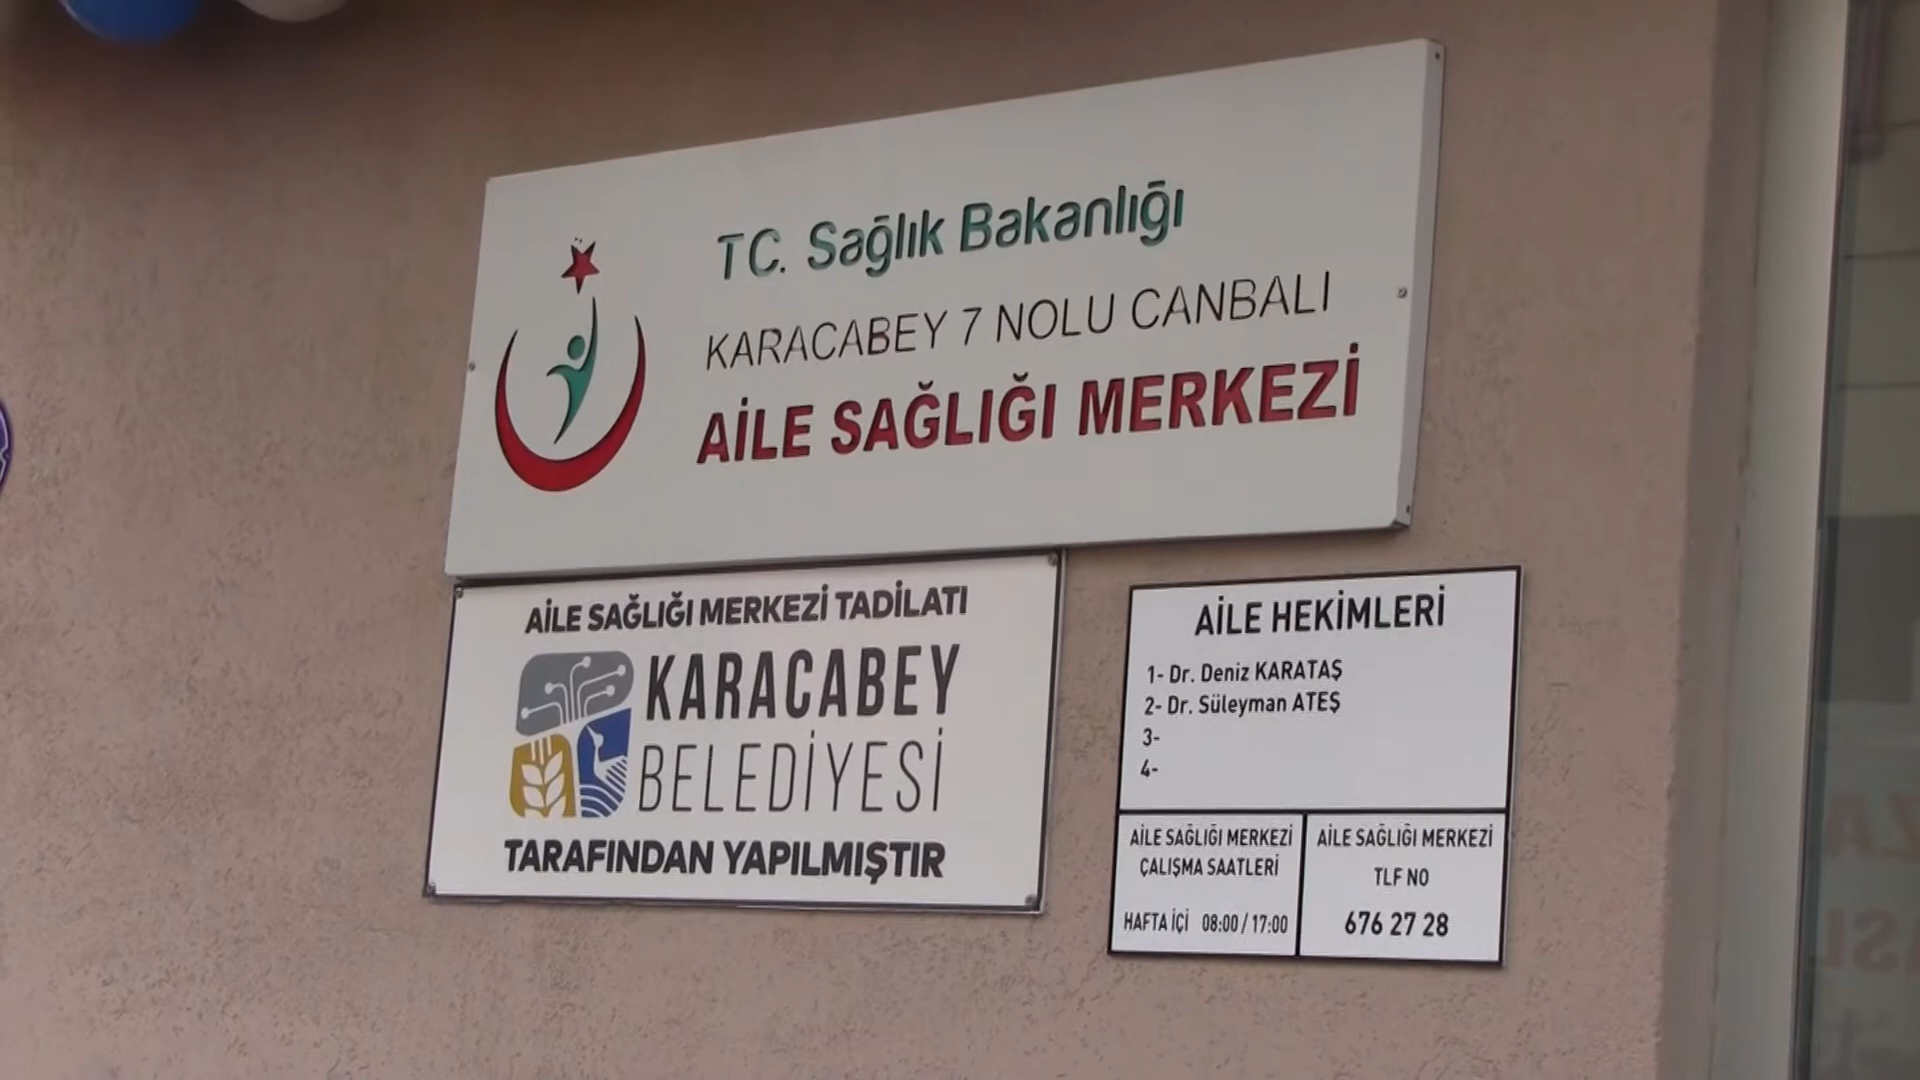 T.C. Sağlık Bakanlığı
KARACABEY 7 NOLU CANBALI
AİLE SAĞLIĞI MERKEZİ
AİLE SAĞLIĞI MERKEZİ TADİLATI
KARACABEY
BELEDİYESİ
TARAFINDAN YAPILMIŞTIR
AİLE HEKİMLERİ
1- Dr. Deniz KARATAŞ
2- Dr. Süleyman ATEŞ
3-
4-
AİLE SAĞLIĞI MERKEZİ
ÇALIŞMA SAATLERİ
HAFTA İÇİ 08:00 / 17:00
AİLE SAĞLIĞI MERKEZİ
TLF NO
676 27 28